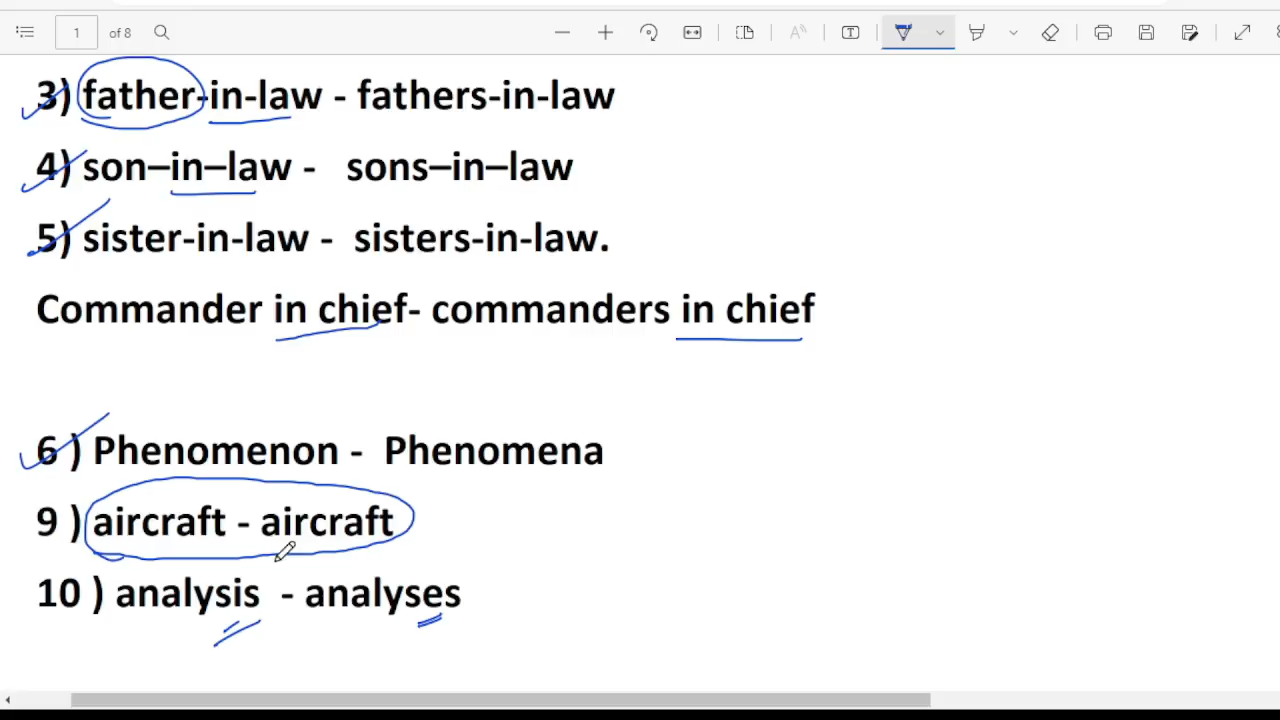 1 of 8
3) father-in-law - fathers-in-law
4) son–in–law - sons–in–law
5) sister-in-law - sisters-in-law.
Commander in chief- commanders in chief
6 ) Phenomenon - Phenomena
9 ) aircraft - aircraft
10 ) analysis - analyses